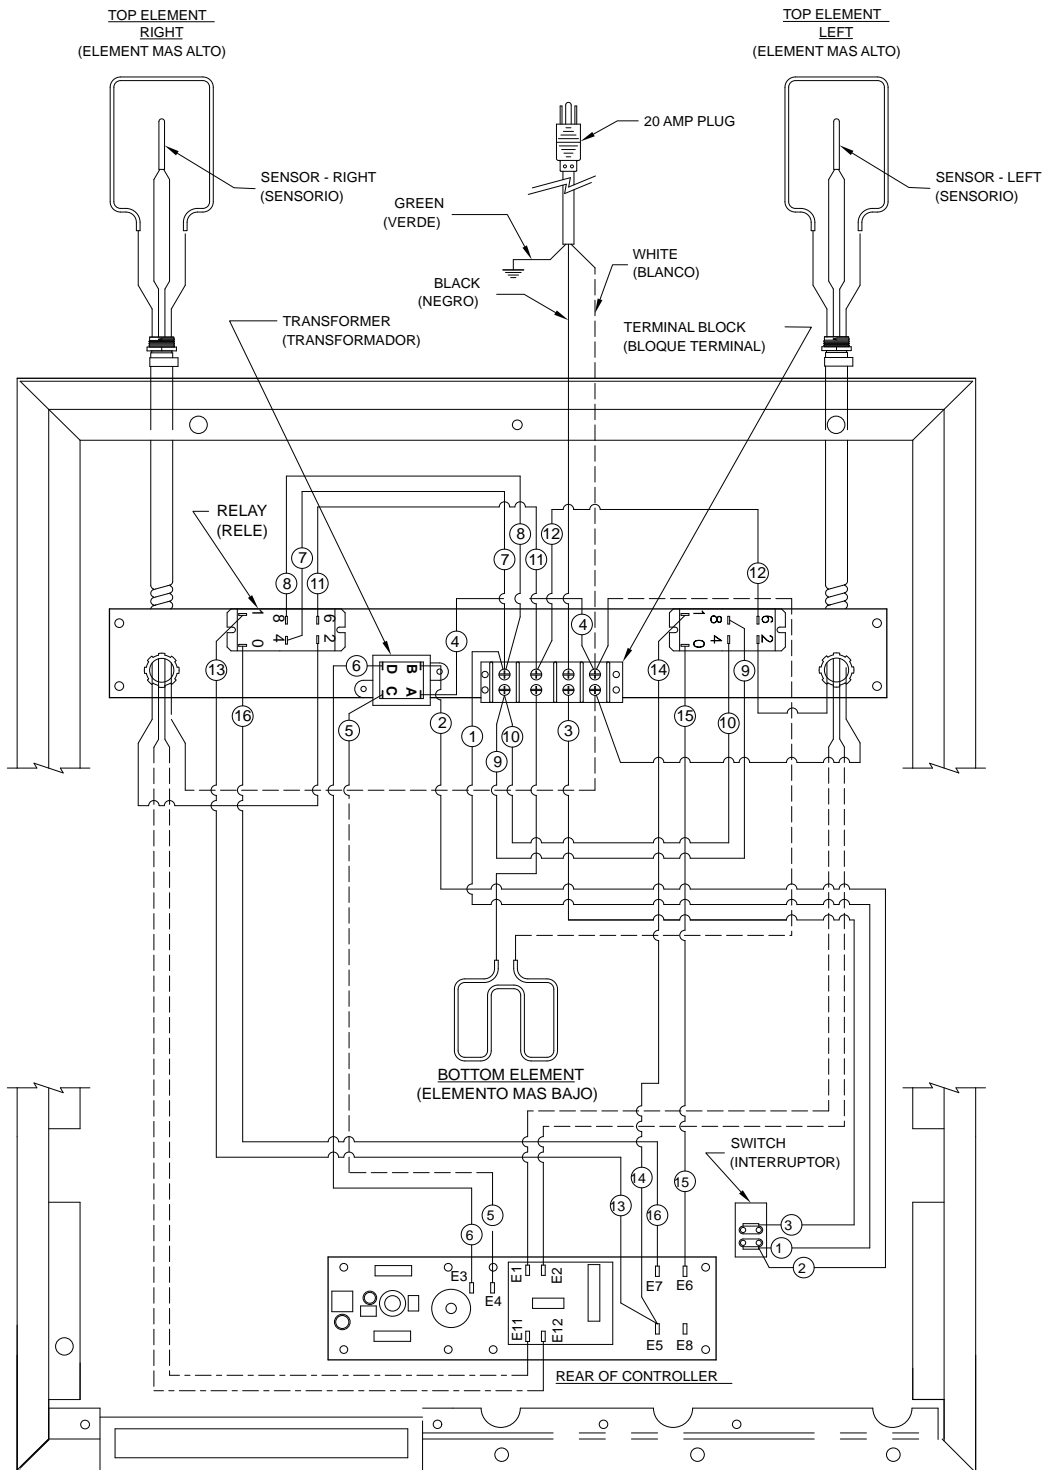 TOP ELEMENT
RIGHT
(ELEMENT MAS ALTO)
TOP ELEMENT
LEFT
(ELEMENT MAS ALTO)
20 AMP PLUG
SENSOR - RIGHT
(SENSORIO)
SENSOR - LEFT
(SENSORIO)
GREEN
(VERDE)
WHITE
(BLANCO)
BLACK
(NEGRO)
TRANSFORMER
(TRANSFORMADOR)
TERMINAL BLOCK
(BLOQUE TERMINAL)
RELAY
(RELE)
8
7
11
7
8
11
12
12
1
0
8
4
6
2
1
0
8
4
6
2
4
4
13
16
6
D
B
C
A
5
2
1
9
10
3
14
15
10
9
BOTTOM ELEMENT
(ELEMENTO MAS BAJO)
SWITCH
(INTERRUPTOR)
3
1
2
14
15
13
16
5
6
E3
E4
E1
E2
E11
E12
E7
E6
E5
E8
REAR OF CONTROLLER